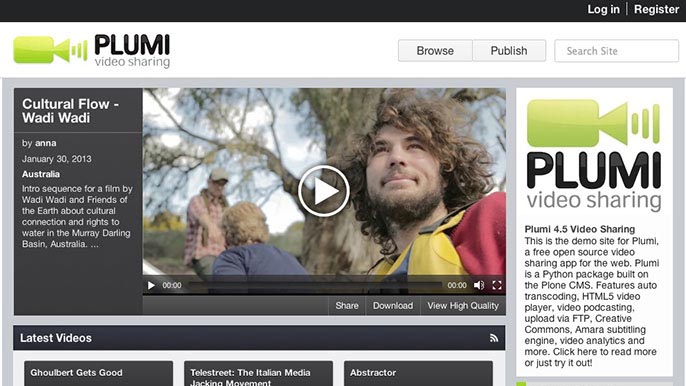 Log in Register
PLUMI
video sharing
Browse Publish Search Site
Cultural Flow -
Wadi Wadi
by anna
January 30, 2013
Australia
Intro sequence for a film by
Wadi Wadi and Friends of
the Earth about cultural
connection and rights to
water in the Murray Darling
Basin, Australia. ...
00:00 00:00
Share Download View High Quality
PLUMI
video sharing
Plumi 4.5 Video Sharing
This is the demo site for Plumi,
a free open source video
sharing app for the web. Plumi
is a Python package built on
the Plone CMS. Features auto
transcoding, HTML5 video
player, video podcasting,
upload via FTP, Creative
Commons, Amara subtitling
engine, video analytics and
more. Click here to read more
or just try it out!
Latest Videos
Ghoulbert Gets Good
Telestreet: The Italian Media
Jacking Movement
Abstractor